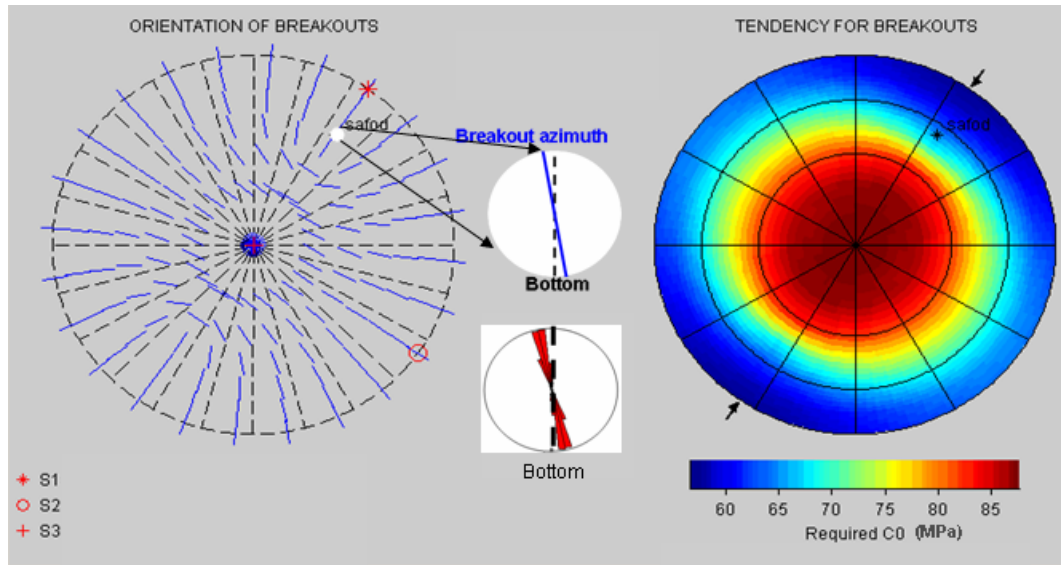 ORIENTATION OF BREAKOUTS
TENDENCY FOR BREAKOUTS
safod
Breakout azimuth
safod
Bottom
Bottom
S1
S2
S3
60 65 70 75 80 85
Required C0 (MPa)